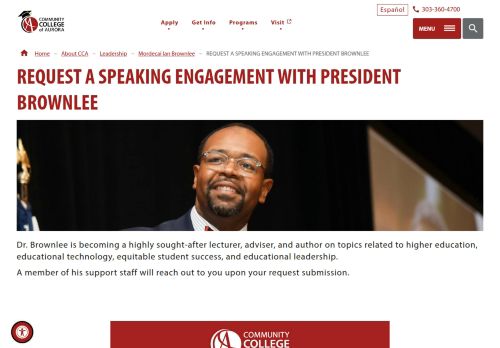 Español
303-360-4700
COMMUNITY
COLLEGE
of AURORA
Apply
Get Info
Programs
Visit
MENU
Home – About CCA – Leadership – Mordecai Ian Brownlee – REQUEST A SPEAKING ENGAGEMENT WITH PRESIDENT BROWNLEE
REQUEST A SPEAKING ENGAGEMENT WITH PRESIDENT
BROWNLEE
Dr. Brownlee is becoming a highly sought-after lecturer, adviser, and author on topics related to higher education,
educational technology, equitable student success, and educational leadership.
A member of his support staff will reach out to you upon your request submission.
COMMUNITY
COLLEGE